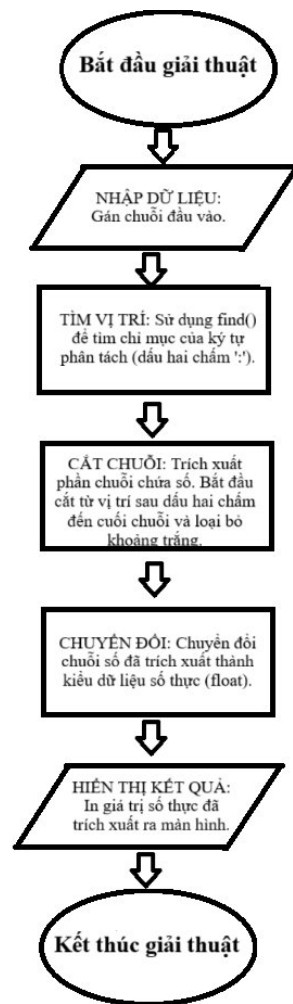 Bắt đầu giải thuật
NHẬP DỮ LIỆU:
Gán chuỗi đầu vào.
TÌM VỊ TRÍ: Sử dụng find()
để tìm chỉ mục của ký tự
phân tách (dấu hai chấm ':').
CẮT CHUỖI: Trích xuất
phần chuỗi chứa số. Bắt đầu
cắt từ vị trí sau dấu hai chấm
đến cuối chuỗi và loại bỏ
khoảng trắng.
CHUYỂN ĐỔI: Chuyển đổi
chuỗi số đã trích xuất thành
kiểu dữ liệu số thực (float).
HIỂN THỊ KẾT QUẢ:
In giá trị số thực đã
trích xuất ra màn hình.
Kết thúc giải thuật